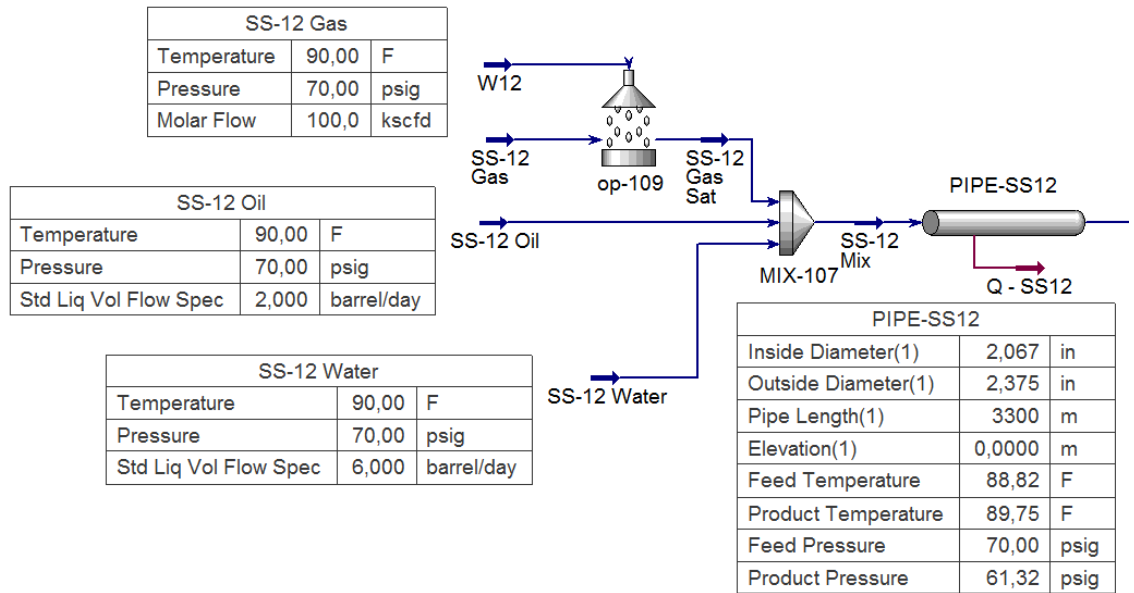 SS-12 Gas
Temperature 90,00 F
Pressure 70,00 psig
Molar Flow 100,0 kscfd
W12
SS-12
Gas
op-109
SS-12
Gas
Sat
SS-12 Oil
Temperature 90,00 F
Pressure 70,00 psig
Std Liq Vol Flow Spec 2,000 barrel/day
SS-12 Oil
MIX-107
SS-12
Mix
PIPE-SS12
Q - SS12
SS-12 Water
Temperature 90,00 F
Pressure 70,00 psig
Std Liq Vol Flow Spec 6,000 barrel/day
SS-12 Water
PIPE-SS12
Inside Diameter(1) 2,067 in
Outside Diameter(1) 2,375 in
Pipe Length(1) 3300 m
Elevation(1) 0,0000 m
Feed Temperature 88,82 F
Product Temperature 89,75 F
Feed Pressure 70,00 psig
Product Pressure 61,32 psig